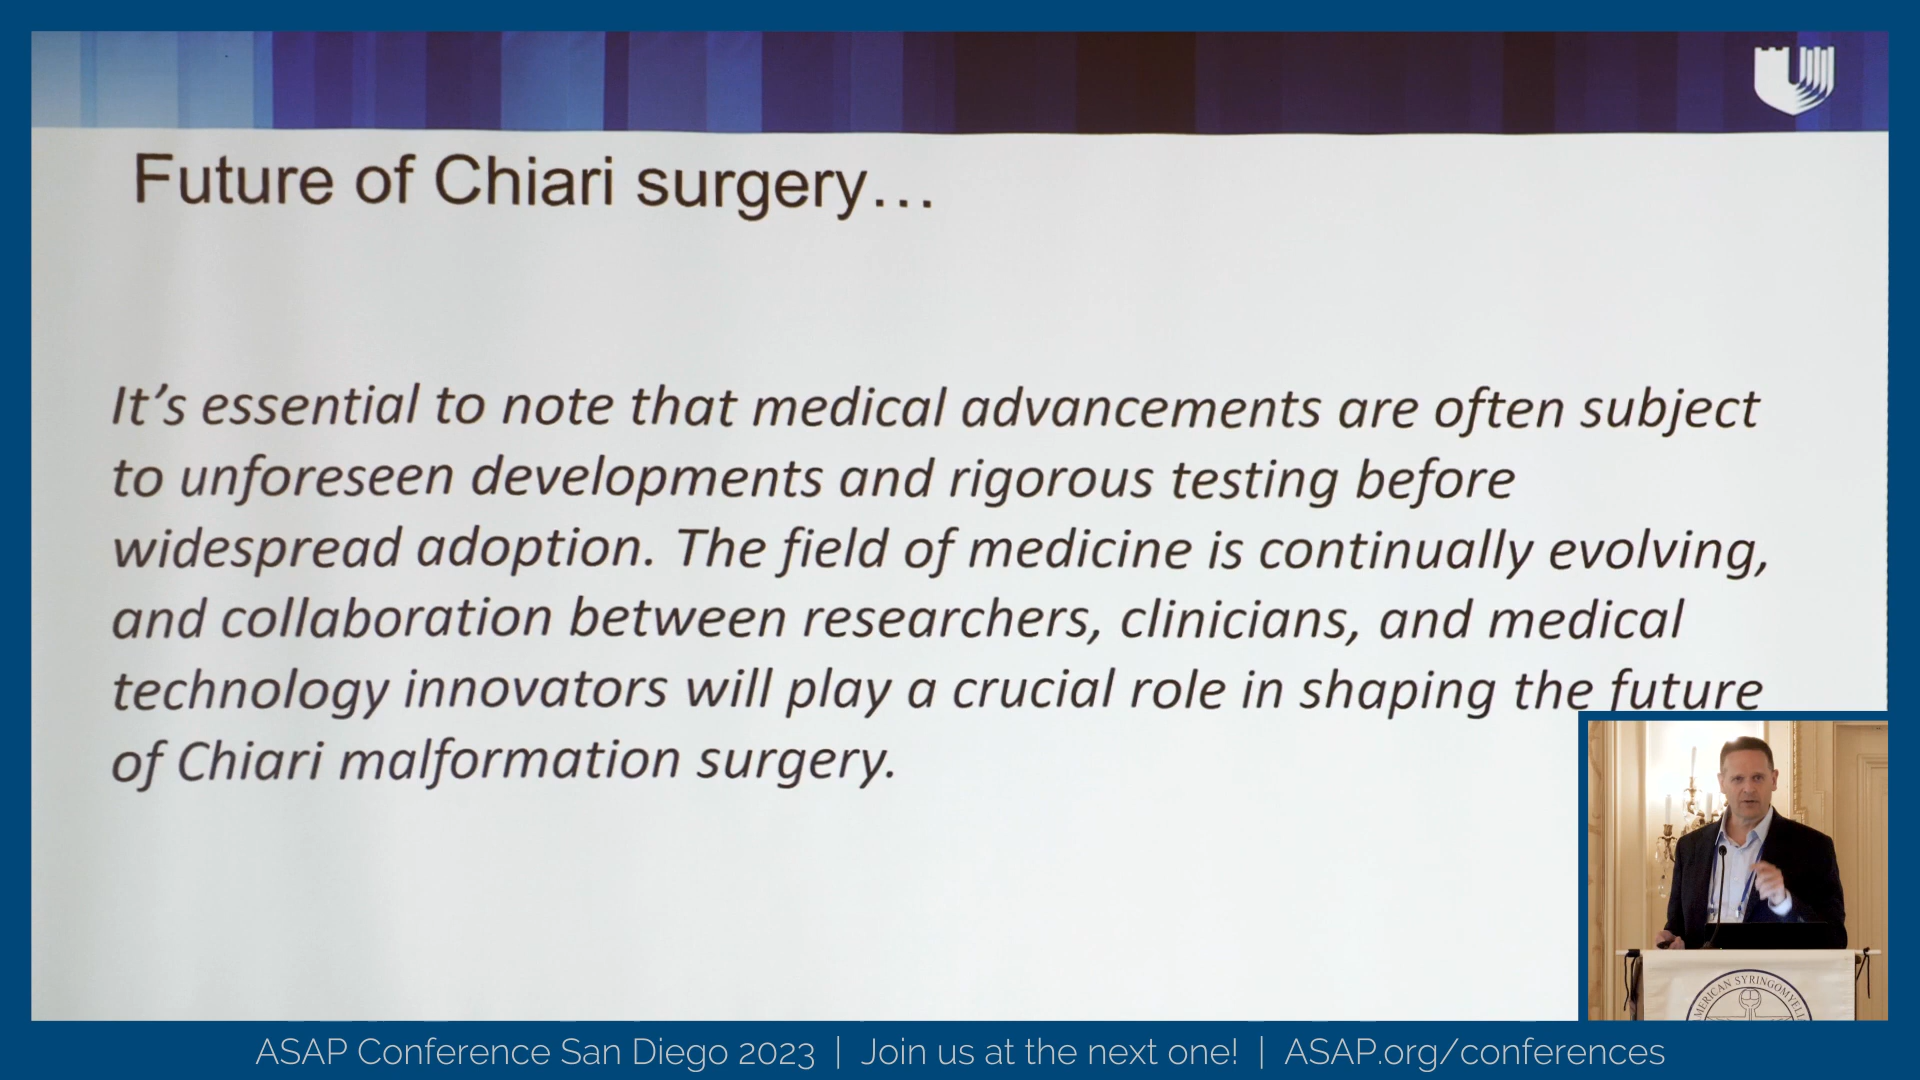 Future of Chiari surgery...
It's essential to note that medical advancements are often subject
to unforeseen developments and rigorous testing before
widespread adoption. The field of medicine is continually evolving,
and collaboration between researchers, clinicians, and medical
technology innovators will play a crucial role in shaping the future
of Chiari malformation surgery.
AMERICAN SYRINGOMYELI
ASAP Conference San Diego 2023 | Join us at the next one! | ASAP.org/conferences